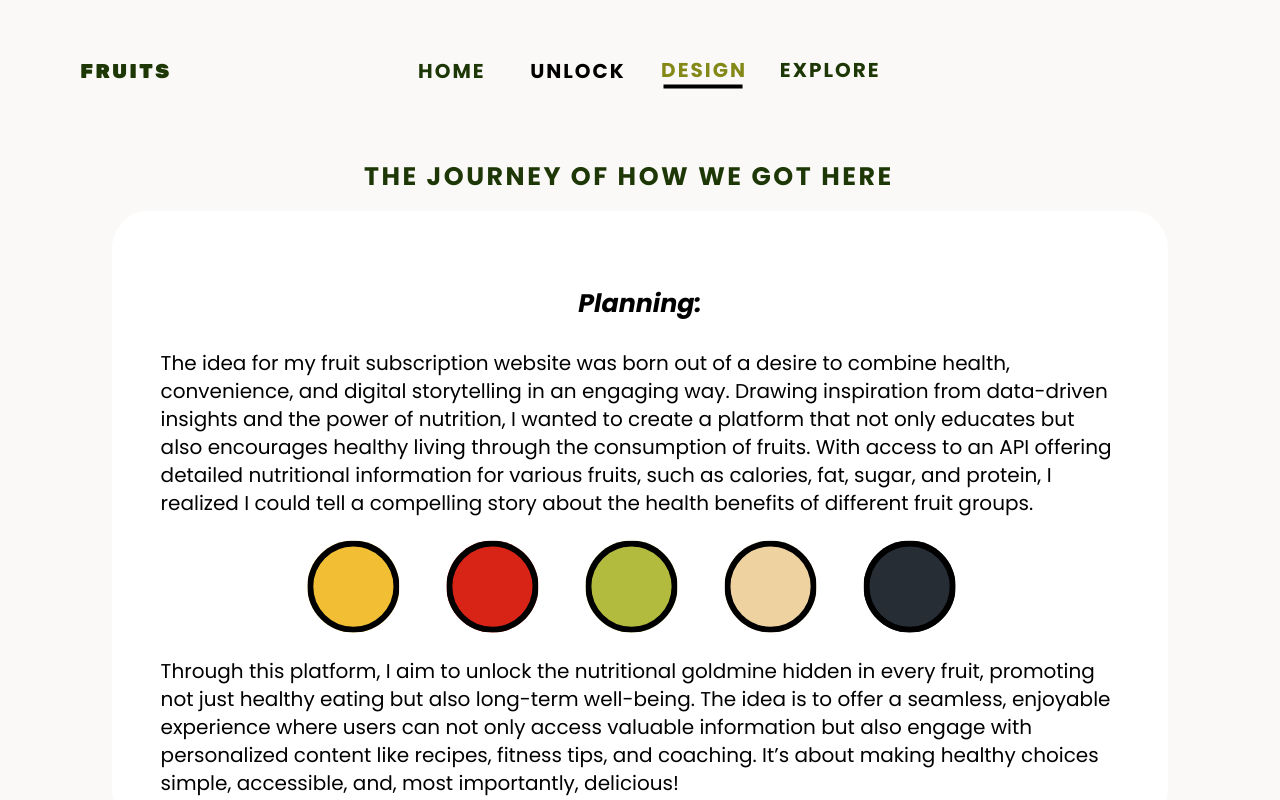 FRUITS
HOME
UNLOCK
DESIGN
EXPLORE
THE JOURNEY OF HOW WE GOT HERE
Planning:
The idea for my fruit subscription website was born out of a desire to combine health,
convenience, and digital storytelling in an engaging way. Drawing inspiration from data-driven
insights and the power of nutrition, I wanted to create a platform that not only educates but
also encourages healthy living through the consumption of fruits. With access to an API offering
detailed nutritional information for various fruits, such as calories, fat, sugar, and protein, I
realized I could tell a compelling story about the health benefits of different fruit groups.
Through this platform, I aim to unlock the nutritional goldmine hidden in every fruit, promoting
not just healthy eating but also long-term well-being. The idea is to offer a seamless, enjoyable
experience where users can not only access valuable information but also engage with
personalized content like recipes, fitness tips, and coaching. It’s about making healthy choices
simple, accessible, and, most importantly, delicious!